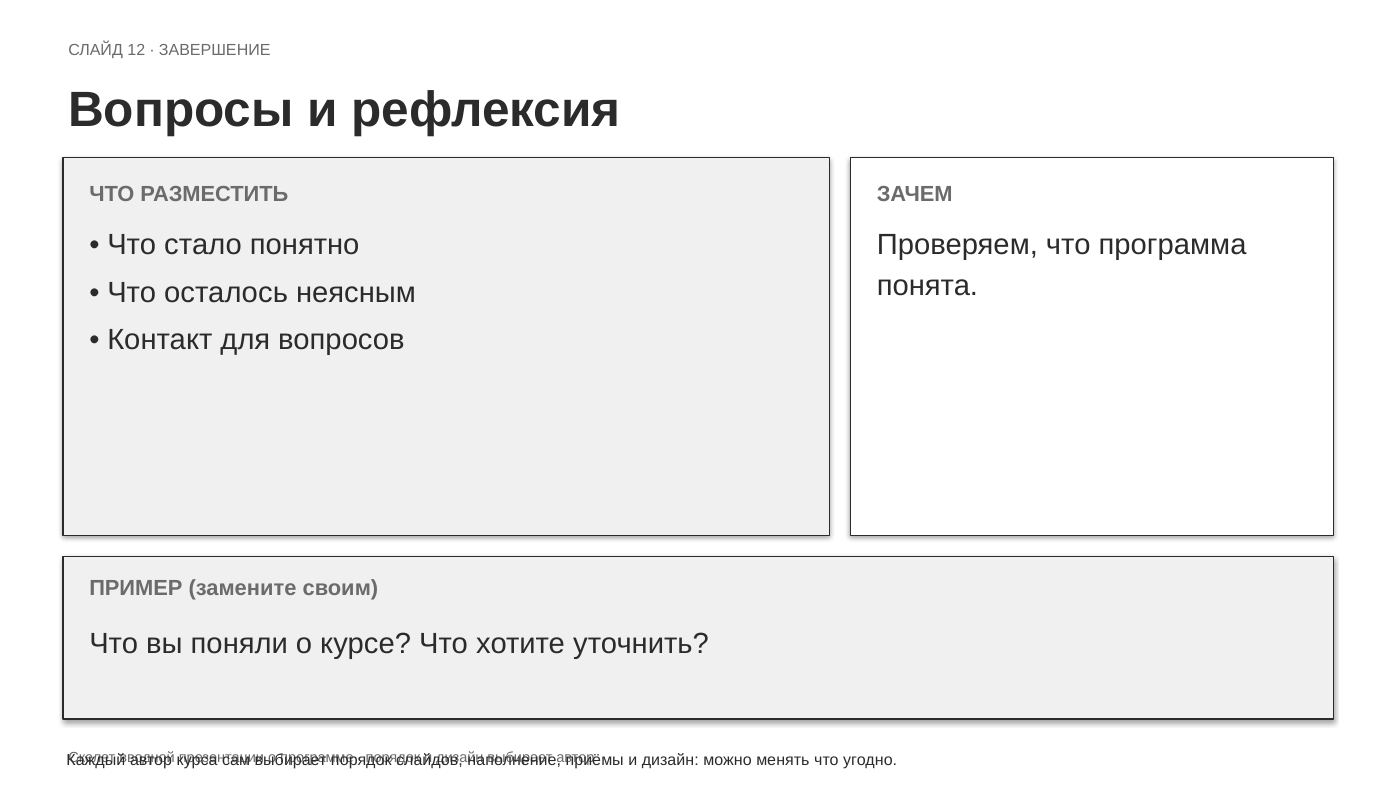 СЛАЙД 12 · ЗАВЕРШЕНИЕ
Вопросы и рефлексия
ЧТО РАЗМЕСТИТЬ
• Что стало понятно
• Что осталось неясным
• Контакт для вопросов
ЗАЧЕМ
Проверяем, что программа
понята.
ПРИМЕР (замените своим)
Что вы поняли о курсе? Что хотите уточнить?
Каждый автор курса сам выбирает порядок слайдов, наполнение, приёмы и дизайн: можно менять что угодно.